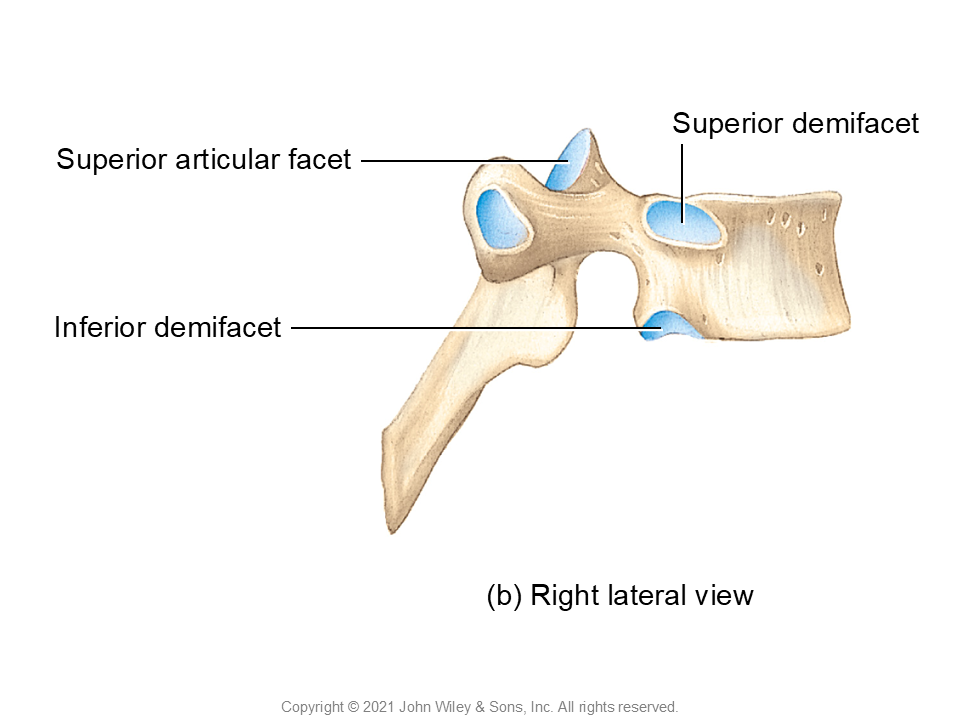 Superior demifacet
Superior articular facet
Inferior demifacet
(b) Right lateral view
Copyright © 2021 John Wiley & Sons, Inc. All rights reserved.